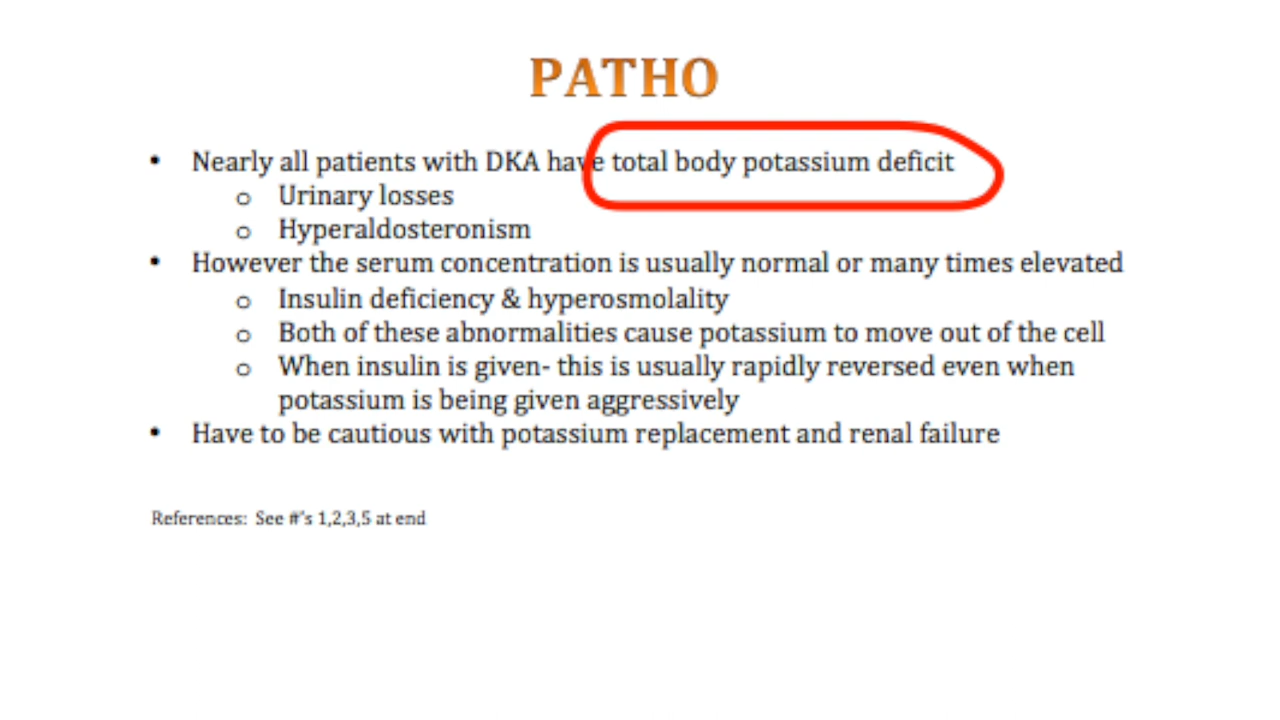 PATHO
• Nearly all patients with DKA have total body potassium deficit
o Urinary losses
o Hyperaldosteronism
• However the serum concentration is usually normal or many times elevated
o Insulin deficiency & hyperosmolality
o Both of these abnormalities cause potassium to move out of the cell
o When insulin is given- this is usually rapidly reversed even when
potassium is being given aggressively
• Have to be cautious with potassium replacement and renal failure
References: See #'s 1,2,3,5 at end